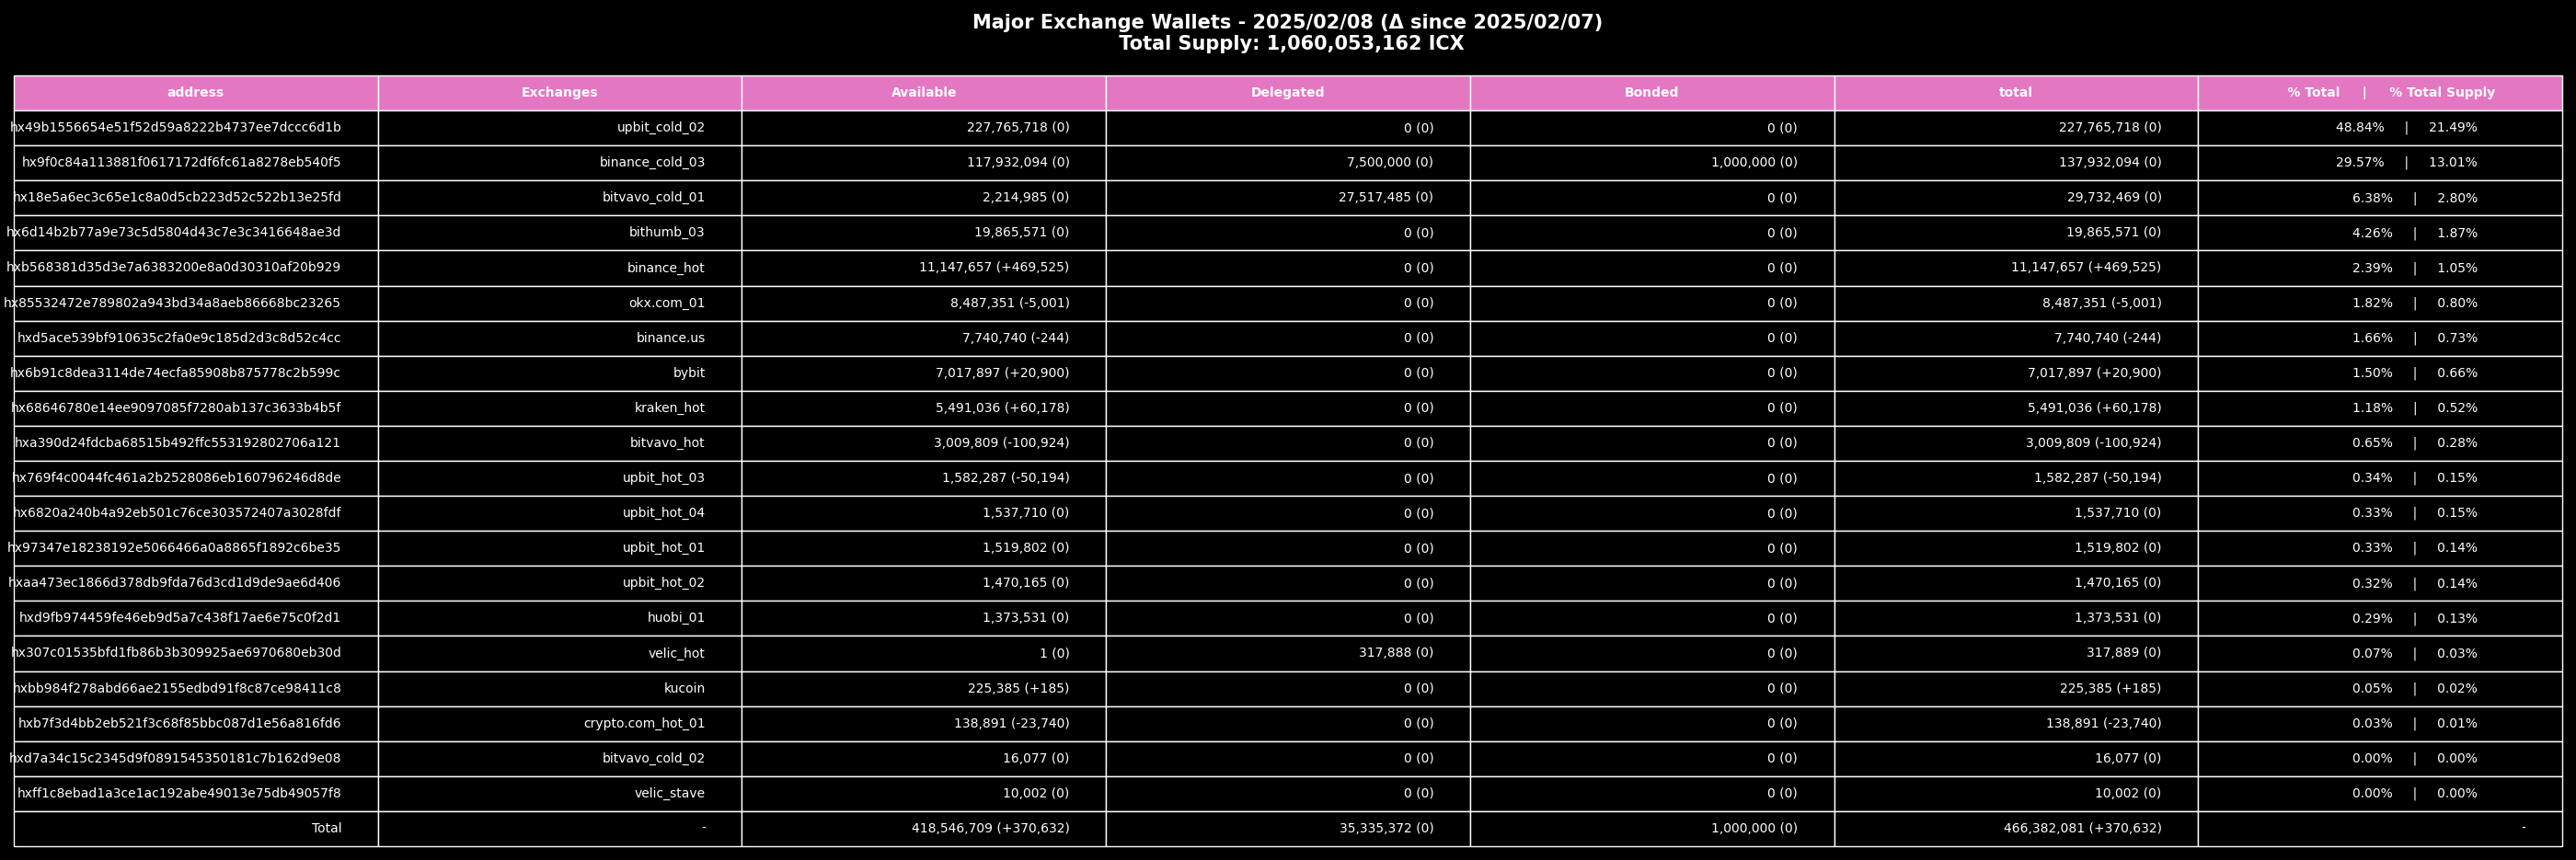 Major Exchange Wallets - 2025/02/08 (Δ since 2025/02/07)
Total Supply: 1,060,053,162 ICX
address Exchanges Available Delegated Bonded total % Total | % Total Supply
hx49b1556654e51f52d59a8222b4737ee7dccc6d1b upbit_cold_02 227,765,718 (0) 0 (0) 0 (0) 227,765,718 (0) 48.84% | 21.49%
hx9f0c84a113881f0617172df6fc61a8278eb540f5 binance_cold_03 117,932,094 (0) 7,500,000 (0) 1,000,000 (0) 137,932,094 (0) 29.57% | 13.01%
hx18e5a6ec3c65e1c8a0d5cb223d52c522b13e25fd bitvavo_cold_01 2,214,985 (0) 27,517,485 (0) 0 (0) 29,732,469 (0) 6.38% | 2.80%
hx6d14b2b77a9e73c5d5804d43c7e3c3416648ae3d bithumb_03 19,865,571 (0) 0 (0) 0 (0) 19,865,571 (0) 4.26% | 1.87%
hxb568381d35d3e7a6383200e8a0d30310af20b929 binance_hot 11,147,657 (+469,525) 0 (0) 0 (0) 11,147,657 (+469,525) 2.39% | 1.05%
hx85532472e789802a943bd34a8aeb86668bc23265 okx.com_01 8,487,351 (-5,001) 0 (0) 0 (0) 8,487,351 (-5,001) 1.82% | 0.80%
hxd5ace539bf910635c2fa0e9c185d2d3c8d52c4cc binance.us 7,740,740 (-244) 0 (0) 0 (0) 7,740,740 (-244) 1.66% | 0.73%
hx6b91c8dea3114de74ecfa85908b875778c2b599c bybit 7,017,897 (+20,900) 0 (0) 0 (0) 7,017,897 (+20,900) 1.50% | 0.66%
hx68646780e14ee9097085f7280ab137c3633b4b5f kraken_hot 5,491,036 (+60,178) 0 (0) 0 (0) 5,491,036 (+60,178) 1.18% | 0.52%
hxa390d24fdcba68515b492ffc553192802706a121 bitvavo_hot 3,009,809 (-100,924) 0 (0) 0 (0) 3,009,809 (-100,924) 0.65% | 0.28%
hx769f4c0044fc461a2b2528086eb160796246d8de upbit_hot_03 1,582,287 (-50,194) 0 (0) 0 (0) 1,582,287 (-50,194) 0.34% | 0.15%
hx6820a240b4a92eb501c76ce303572407a3028fdf upbit_hot_04 1,537,710 (0) 0 (0) 0 (0) 1,537,710 (0) 0.33% | 0.15%
hx97347e18238192e5066466a0a8865f1892c6be35 upbit_hot_01 1,519,802 (0) 0 (0) 0 (0) 1,519,802 (0) 0.33% | 0.14%
hxaa473ec1866d378db9fda76d3cd1d9de9ae6d406 upbit_hot_02 1,470,165 (0) 0 (0) 0 (0) 1,470,165 (0) 0.32% | 0.14%
hxd9fb974459fe46eb9d5a7c438f17ae6e75c0f2d1 huobi_01 1,373,531 (0) 0 (0) 0 (0) 1,373,531 (0) 0.29% | 0.13%
hx307c01535bfd1fb86b3b309925ae6970680eb30d velic_hot 1 (0) 317,888 (0) 0 (0) 317,889 (0) 0.07% | 0.03%
hxbb984f278abd66ae2155edbd91f8c87ce98411c8 kucoin 225,385 (+185) 0 (0) 0 (0) 225,385 (+185) 0.05% | 0.02%
hxb7f3d4bb2eb521f3c68f85bbc087d1e56a816fd6 crypto.com_hot_01 138,891 (-23,740) 0 (0) 0 (0) 138,891 (-23,740) 0.03% | 0.01%
hxd7a34c15c2345d9f0891545350181c7b162d9e08 bitvavo_cold_02 16,077 (0) 0 (0) 0 (0) 16,077 (0) 0.00% | 0.00%
hxff1c8ebad1a3ce1ac192abe49013e75db49057f8 velic_stave 10,002 (0) 0 (0) 0 (0) 10,002 (0) 0.00% | 0.00%
Total - 418,546,709 (+370,632) 35,335,372 (0) 1,000,000 (0) 466,382,081 (+370,632) -